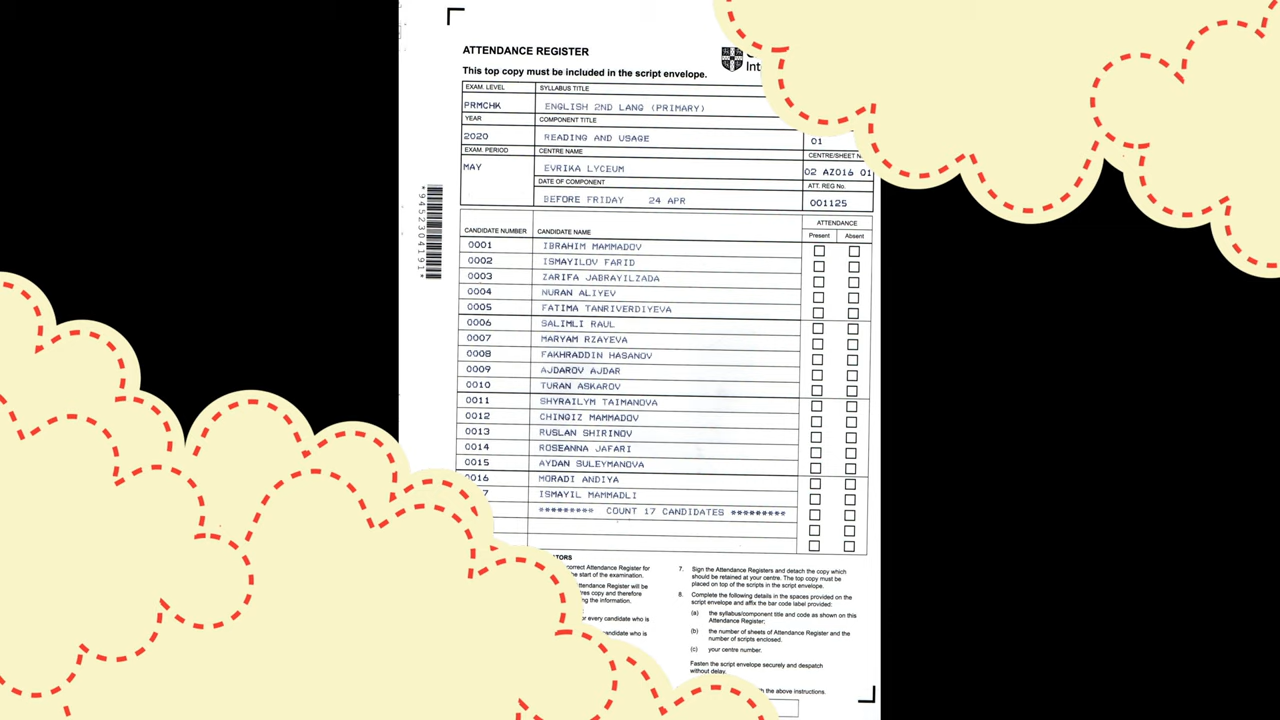 ATTENDANCE REGISTER
This top copy must be included in the script envelope.
EXAM. LEVEL SYLLABUS TITLE
PRMCHK ENGLISH 2ND LANG (PRIMARY)
YEAR COMPONENT TITLE
2020 READING AND USAGE 01
EXAM. PERIOD CENTRE NAME CENTRE/SHEET
MAY EVRIKA LYCEUM 02 AZ016 01
DATE OF COMPONENT ATT. REG No.
BEFORE FRIDAY 24 APR 001125
ATTENDANCE
CANDIDATE NUMBER CANDIDATE NAME Present Absent
0001 IBRAHIM MAMMADOV
0002 ISMAYILOV FARID
0003 ZARIFA JABRAYILZADA
0004 NURAN ALIYEV
0005 FATIMA TANRIVERDIYEVA
0006 SALIMLI RAUL
0007 MARYAM RZAYEVA
0008 FAKHRADDIN HASANOV
0009 AJDAROV AJDAR
0010 TURAN ASKAROV
0011 SHYRAILYM TAIMANOVA
0012 CHINGIZ MAMMADOV
0013 RUSLAN SHIRINOV
0014 ROSEANNA JAFARI
0015 AYDAN SULEYMANOVA
0016 MORADI ANDIYA
7 ISMAYIL MAMMADLI
********* COUNT 17 CANDIDATES *********
*9452304191*
TORS
correct Attendance Register for
the start of the examination.
Attendance Register will be
res copy and therefore
ng the information.
or every candidate who is
candidate who is
7. Sign the Attendance Registers and detach the copy which
should be retained at your centre. The top copy must be
placed on top of the scripts in the script envelope.
8. Complete the following details in the spaces provided on the
script envelope and affix the bar code label provided:
(a) the syllabus/component title and code as shown on this
Attendance Register;
(b) the number of sheets of Attendance Register and the
number of scripts enclosed.
(c) your centre number.
Fasten the script envelope securely and despatch
without delay.
th the above instructions.